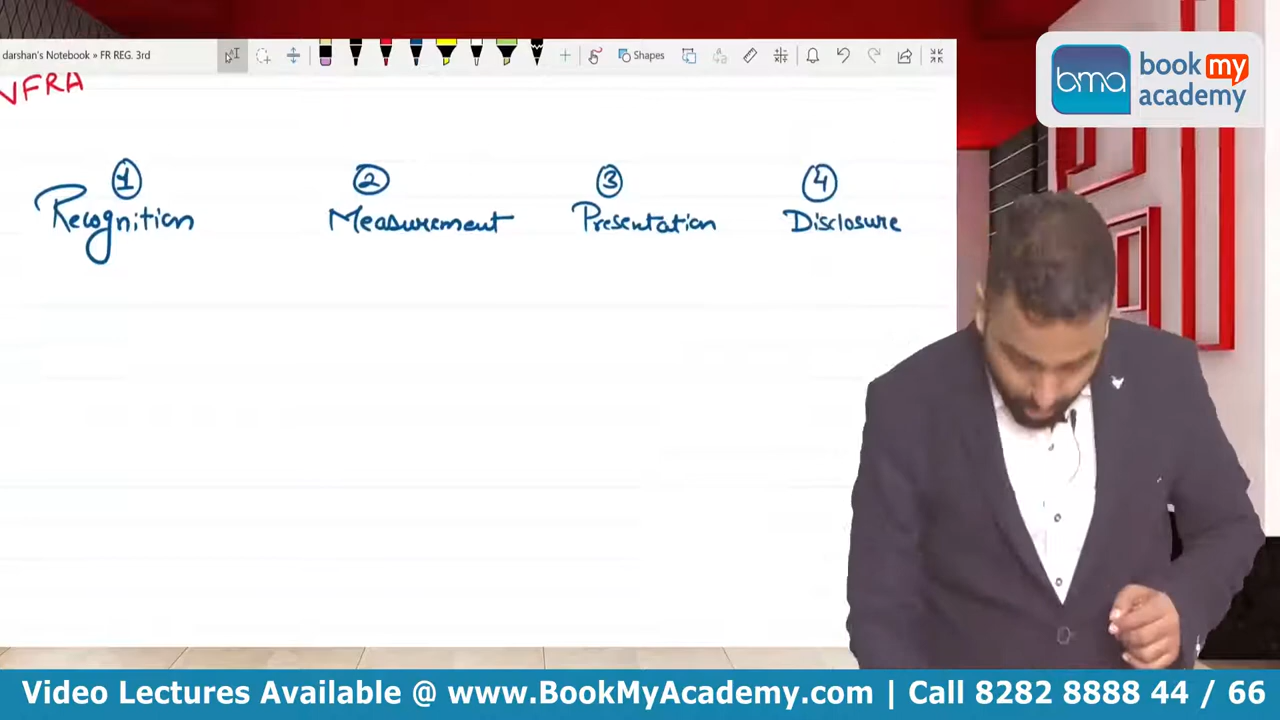 darshan's Notebook » FR REG. 3rd
Shapes
NFRA
bma
book my
academy
1 2 3 4
Recognition Measurement Presentation Disclosure
Video Lectures Available @ www.BookMyAcademy.com | Call 8282 8888 44 / 66